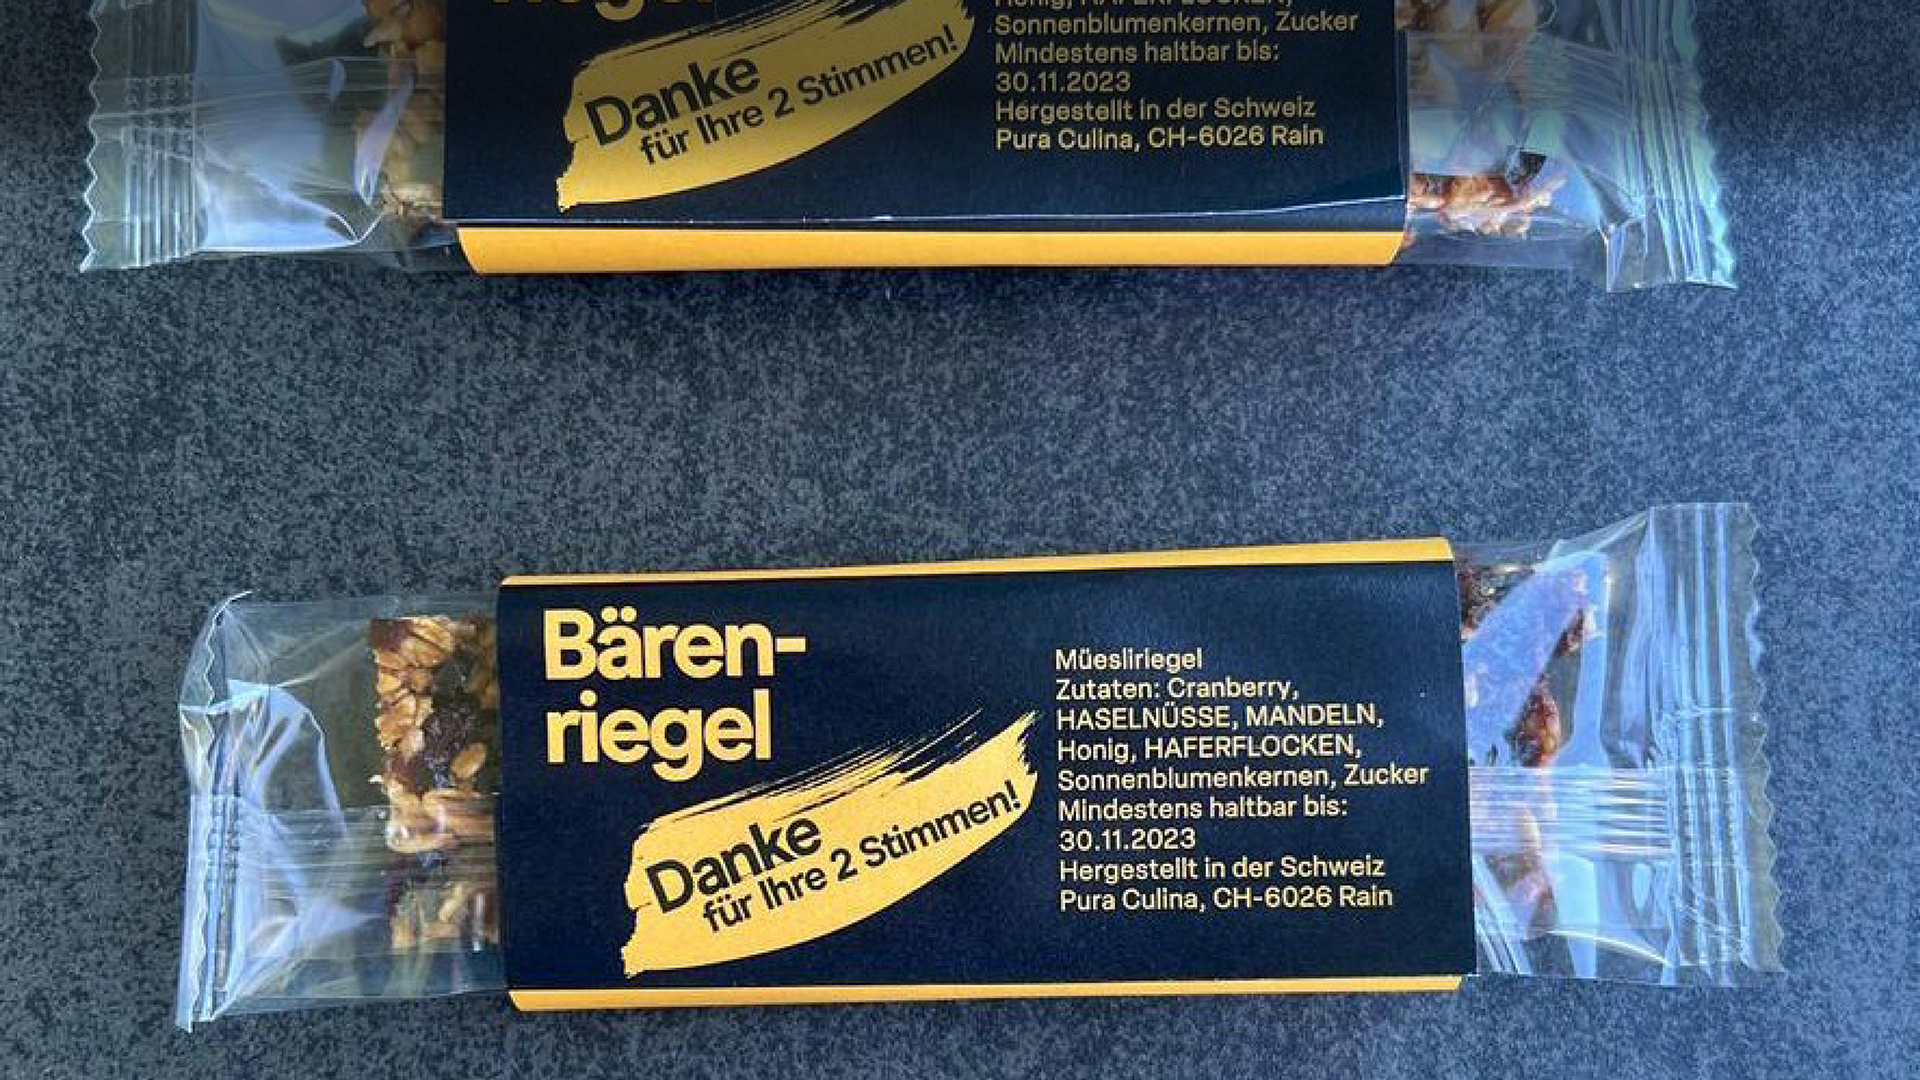 riegel
Danke
für Ihre 2 Stimmen!
Honig, HAFERFLOCKEN,
Sonnenblumenkernen, Zucker
Mindestens haltbar bis:
30.11.2023
Hergestellt in der Schweiz
Pura Culina, CH-6026 Rain
Bären-
riegel
Danke
für Ihre 2 Stimmen!
Müesliriegel
Zutaten: Cranberry,
HASELNÜSSE, MANDELN,
Honig, HAFERFLOCKEN,
Sonnenblumenkernen, Zucker
Mindestens haltbar bis:
30.11.2023
Hergestellt in der Schweiz
Pura Culina, CH-6026 Rain